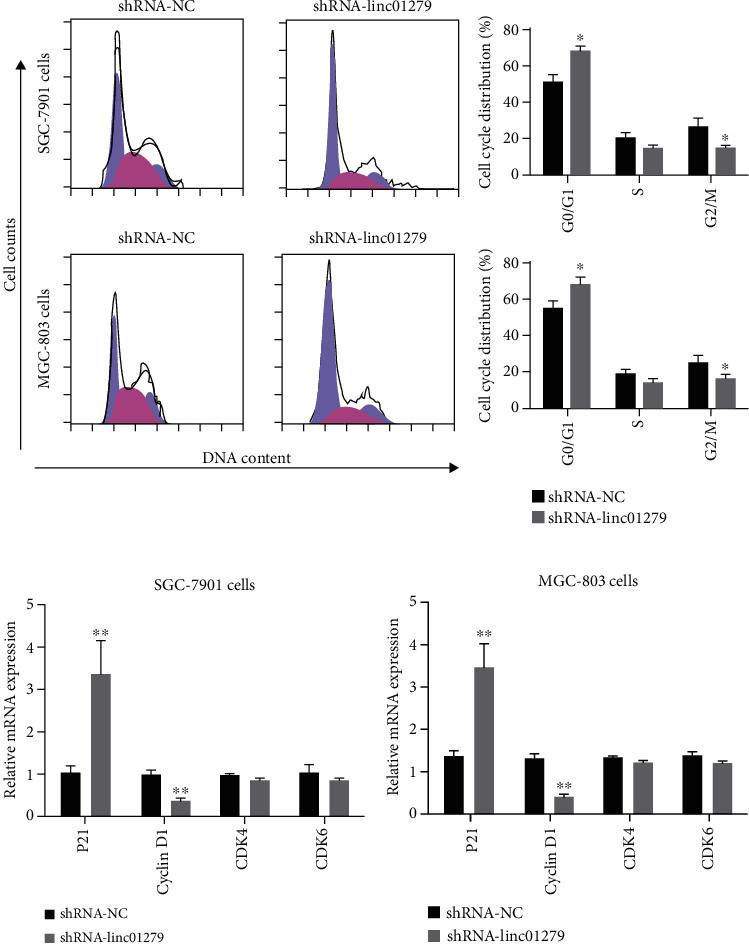 shRNA-NC
shRNA-linc01279
SGC-7901 cells
Cell cycle distribution (%)
80
60
40
20
0
*
*
G0/G1
S
G2/M
shRNA-NC
shRNA-linc01279
Cell counts
MGC-803 cells
DNA content
Cell cycle distribution (%)
80
60
40
20
0
*
*
G0/G1
S
G2/M
shRNA-NC
shRNA-linc01279
SGC-7901 cells
Relative mRNA expression
5
4
3
2
1
0
**
**
P21
Cyclin D1
CDK4
CDK6
shRNA-NC
shRNA-linc01279
MGC-803 cells
Relative mRNA expression
5
4
3
2
1
0
**
**
P21
Cyclin D1
CDK4
CDK6
shRNA-NC
shRNA-linc01279